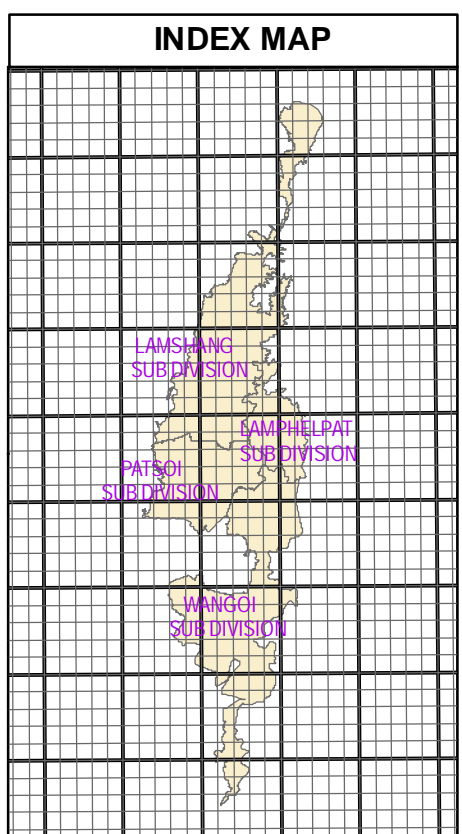 INDEX MAP
LAMSHANG
SUB DIVISION
LAMPHELPAT
SUB DIVISION
PATSOI
SUB DIVISION
WANGOI
SUB DIVISION